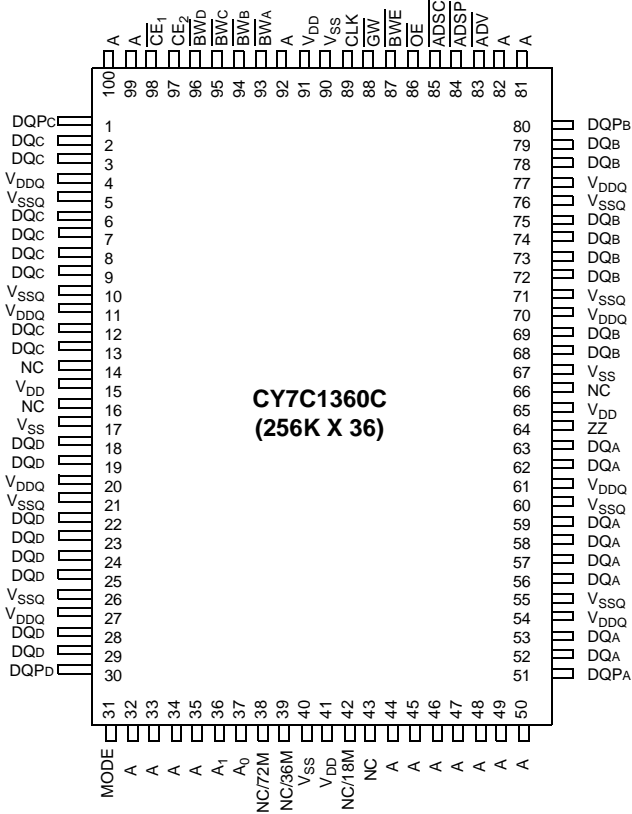 A A CE1 CE2 BWD BWC BWB BWA A VDD VSS CLK GW BWE OE ADSC ADSP ADV A A
100 99 98 97 96 95 94 93 92 91 90 89 88 87 86 85 84 83 82 81
DQPC 1
DQC 2
DQC 3
VDDQ 4
VSSQ 5
DQC 6
DQC 7
DQC 8
DQC 9
VSSQ 10
VDDQ 11
DQC 12
DQC 13
NC 14
VDD 15
NC 16
VSS 17
DQD 18
DQD 19
VDDQ 20
VSSQ 21
DQD 22
DQD 23
DQD 24
DQD 25
VSSQ 26
VDDQ 27
DQD 28
DQD 29
DQPD 30
CY7C1360C
(256K X 36)
80 DQPB
79 DQB
78 DQB
77 VDDQ
76 VSSQ
75 DQB
74 DQB
73 DQB
72 DQB
71 VSSQ
70 VDDQ
69 DQB
68 DQB
67 VSS
66 NC
65 VDD
64 ZZ
63 DQA
62 DQA
61 VDDQ
60 VSSQ
59 DQA
58 DQA
57 DQA
56 DQA
55 VSSQ
54 VDDQ
53 DQA
52 DQA
51 DQPA
31 32 33 34 35 36 37 38 39 40 41 42 43 44 45 46 47 48 49 50
MODE A A A A A1 A0 NC/72M NC/36M VSS VDD NC/18M NC A A A A A A A